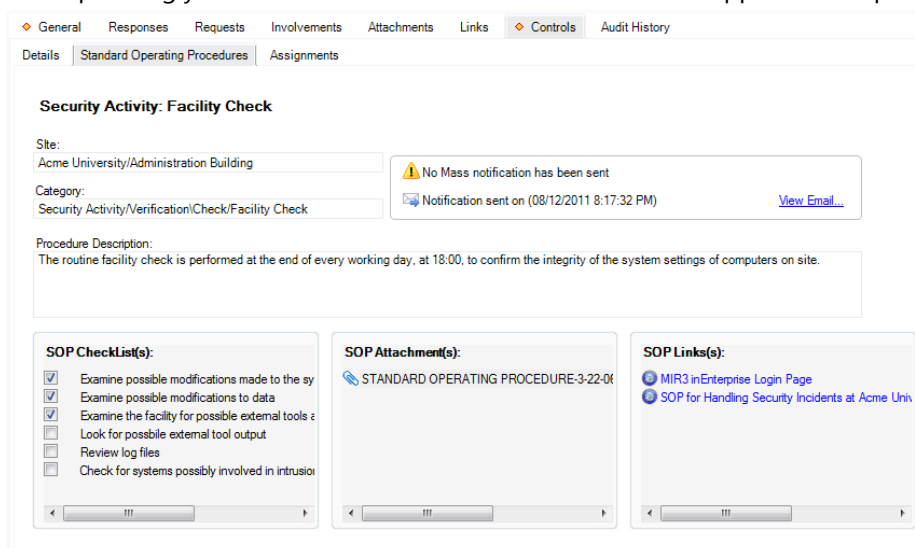 General Responses Requests Involvements Attachments Links Controls Audit History
Details Standard Operating Procedures Assignments
Security Activity: Facility Check
SIte:
Acme University/Administration Building
No Mass notification has been sent
Category:
Notification sent on (08/12/2011 8:17:32 PM) View Email...
Security Activity/Verification\Check/Facility Check
Procedure Description:
The routine facility check is performed at the end of every working day, at 18:00, to confirm the integrity of the system settings of computers on site.
SOP CheckList(s): SOP Attachment(s): SOP Links(s):
Examine possible modifications made to the sy STANDARD OPERATING PROCEDURE-3-22-06 MIR3 inEnterprise Login Page
Examine possible modifications to data SOP for Handling Security Incidents at Acme Univ
Examine the facility for possible external tools a
Look for possbile external tool output
Review log files
Check for systems possibly involved in intrusion